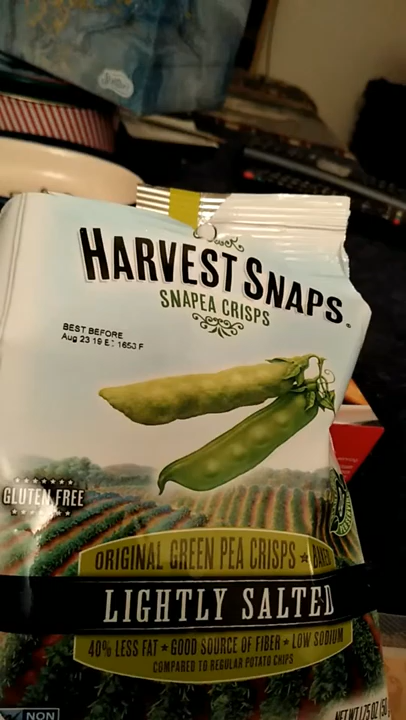 HARVEST SNAPS
SNAPEA CRISPS
BEST BEFORE
Aug 23 19 E: 1653 F
GLUTEN FREE
ORIGINAL GREEN PEA CRISPS ★ BAKED
LIGHTLY SALTED
40% LESS FAT ★ GOOD SOURCE OF FIBER ★ LOW SODIUM
COMPARED TO REGULAR POTATO CHIPS
NON
NET WT 1.75 OZ (50